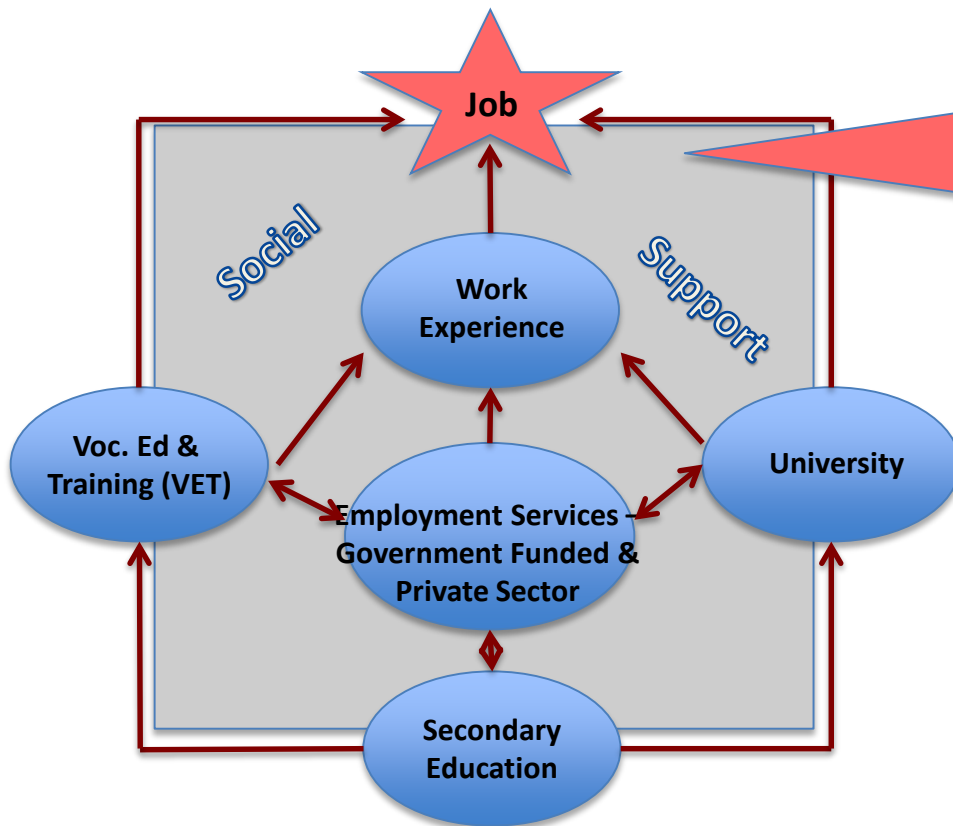 Job
Social
Support
Work
Experience
Voc. Ed &
Training (VET)
University
Employment Services –
Government Funded &
Private Sector
Secondary
Education